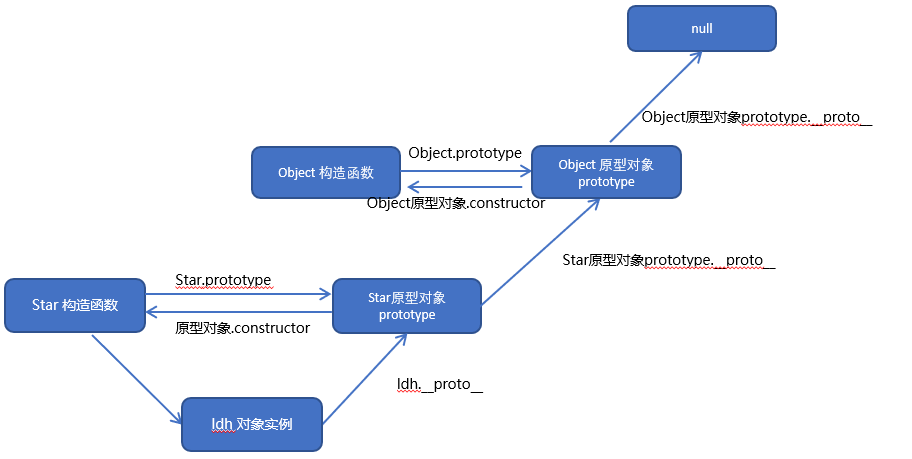 null
Object原型对象prototype.__proto__
Object.prototype
Object 构造函数
Object 原型对象
prototype
Object原型对象.constructor
Star原型对象prototype.__proto__
Star.prototype
Star 构造函数
Star原型对象
prototype
原型对象.constructor
ldh.__proto__
ldh 对象实例